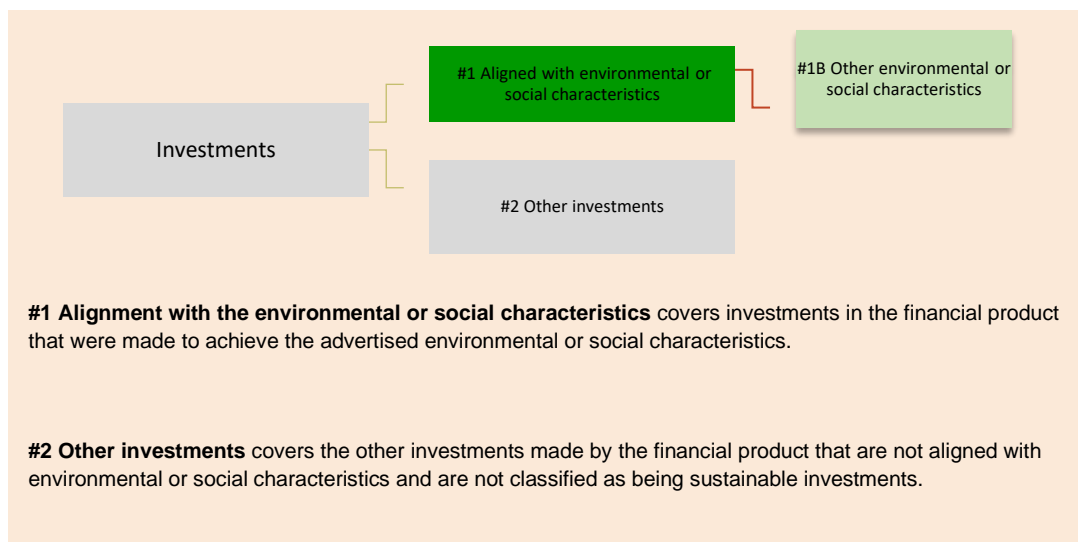 #1 Aligned with environmental or
social characteristics
#1B Other environmental or
social characteristics
Investments
#2 Other investments
#1 Alignment with the environmental or social characteristics covers investments in the financial product
that were made to achieve the advertised environmental or social characteristics.
#2 Other investments covers the other investments made by the financial product that are not aligned with
environmental or social characteristics and are not classified as being sustainable investments.